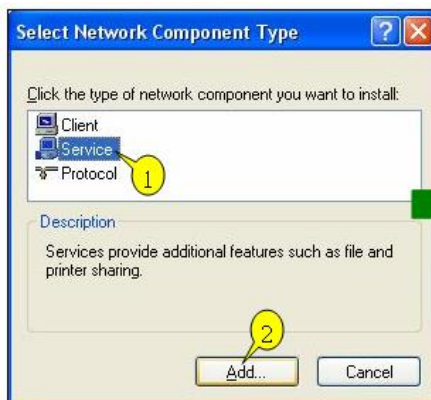 Select Network Component Type
?
Click the type of network component you want to install:
Client
Service
Protocol
1
Description
Services provide additional features such as file and
printer sharing.
2
Add... Cancel